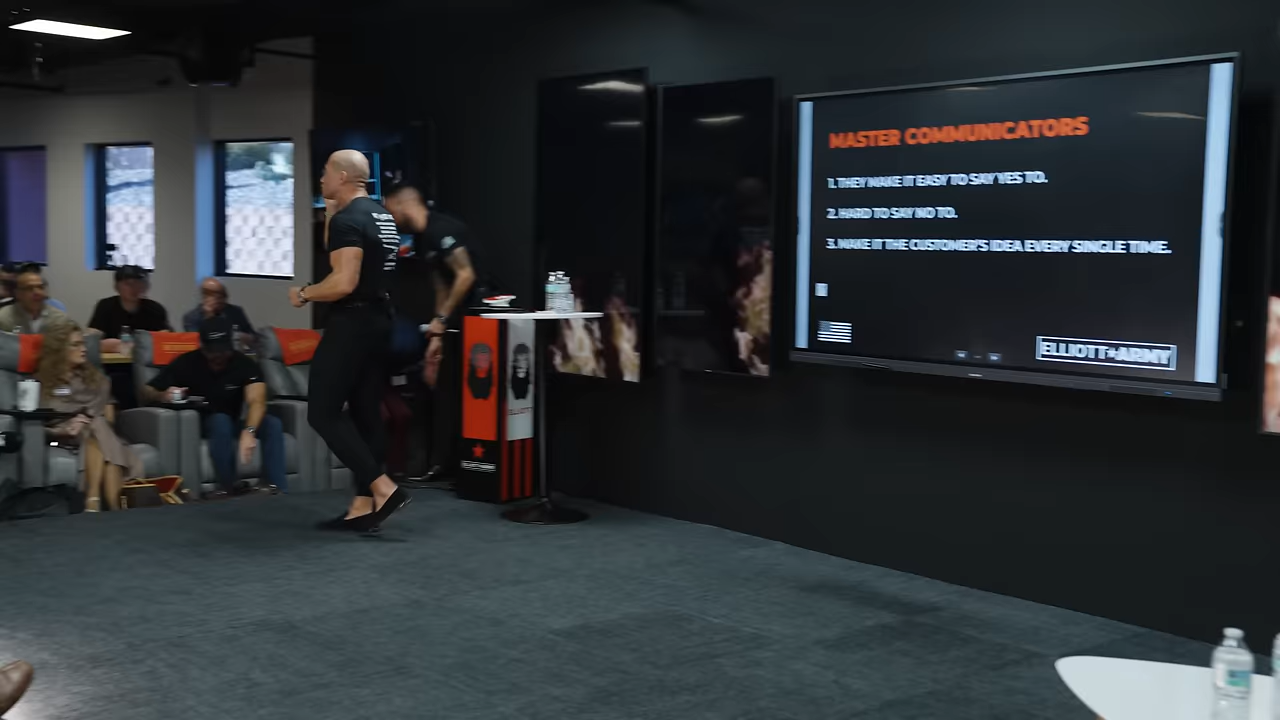 MASTER COMMUNICATORS
1. THEY MAKE IT EASY TO SAY YES TO.
2. HARD TO SAY NO TO.
3. MAKE IT THE CUSTOMER'S IDEA EVERY SINGLE TIME.
ELLIOTT★ARMY